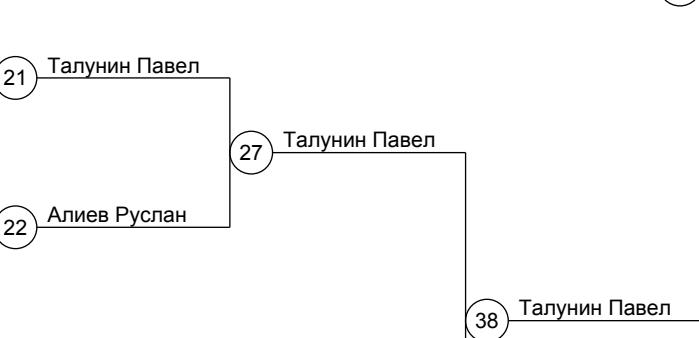 21 Талунин Павел
27 Талунин Павел
22 Алиев Руслан
38 Талунин Павел